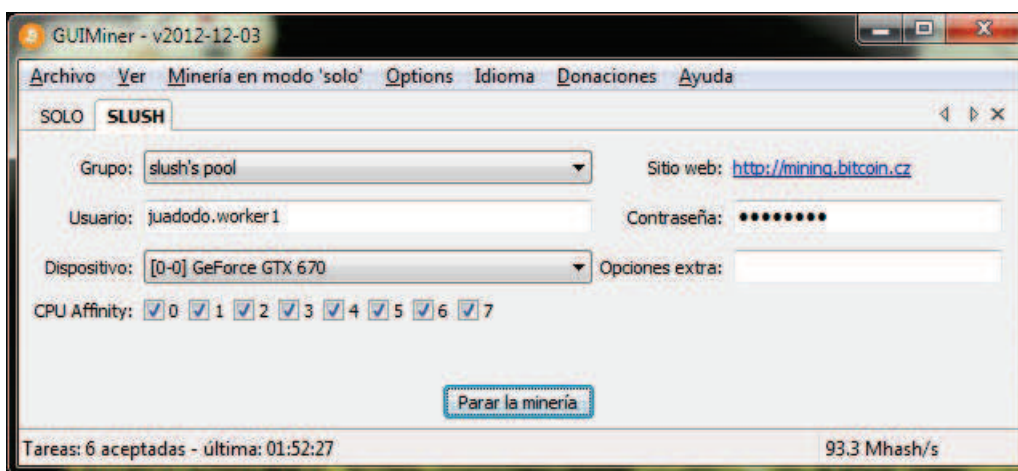 GUIMiner - v2012-12-03
Archivo Ver Minería en modo 'solo' Options Idioma Donaciones Ayuda
SOLO SLUSH
Grupo: slush's pool Sitio web: http://mining.bitcoin.cz
Usuario: juadodo.worker1 Contraseña: ●●●●●●●●
Dispositivo: [0-0] GeForce GTX 670 Opciones extra:
CPU Affinity: 0 1 2 3 4 5 6 7
Parar la minería
Tareas: 6 aceptadas - última: 01:52:27 93.3 Mhash/s